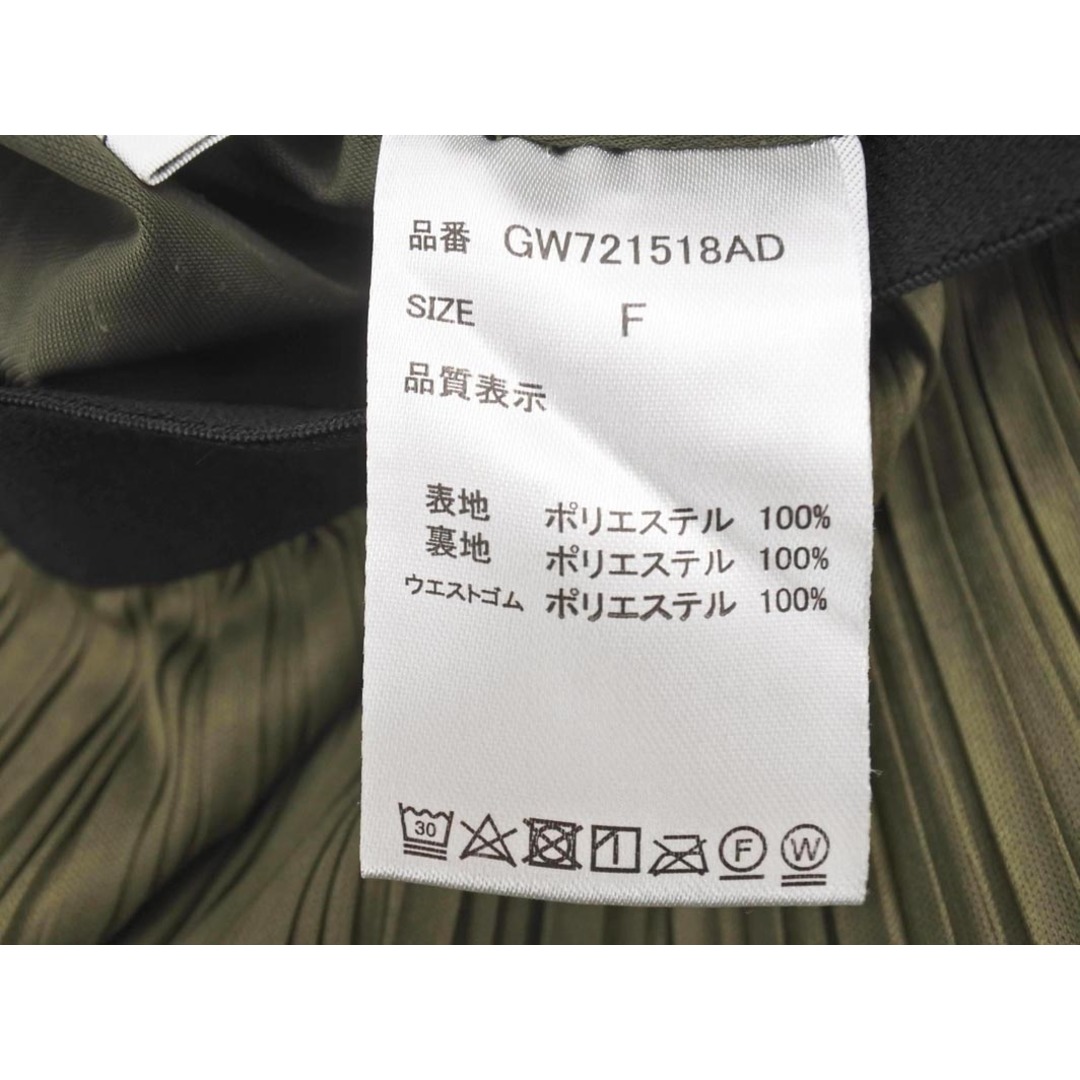 品番 GW721518AD
SIZE F
品質表示
表地 ポリエステル 100%
裏地 ポリエステル 100%
ウエストゴム ポリエステル 100%
30 F W